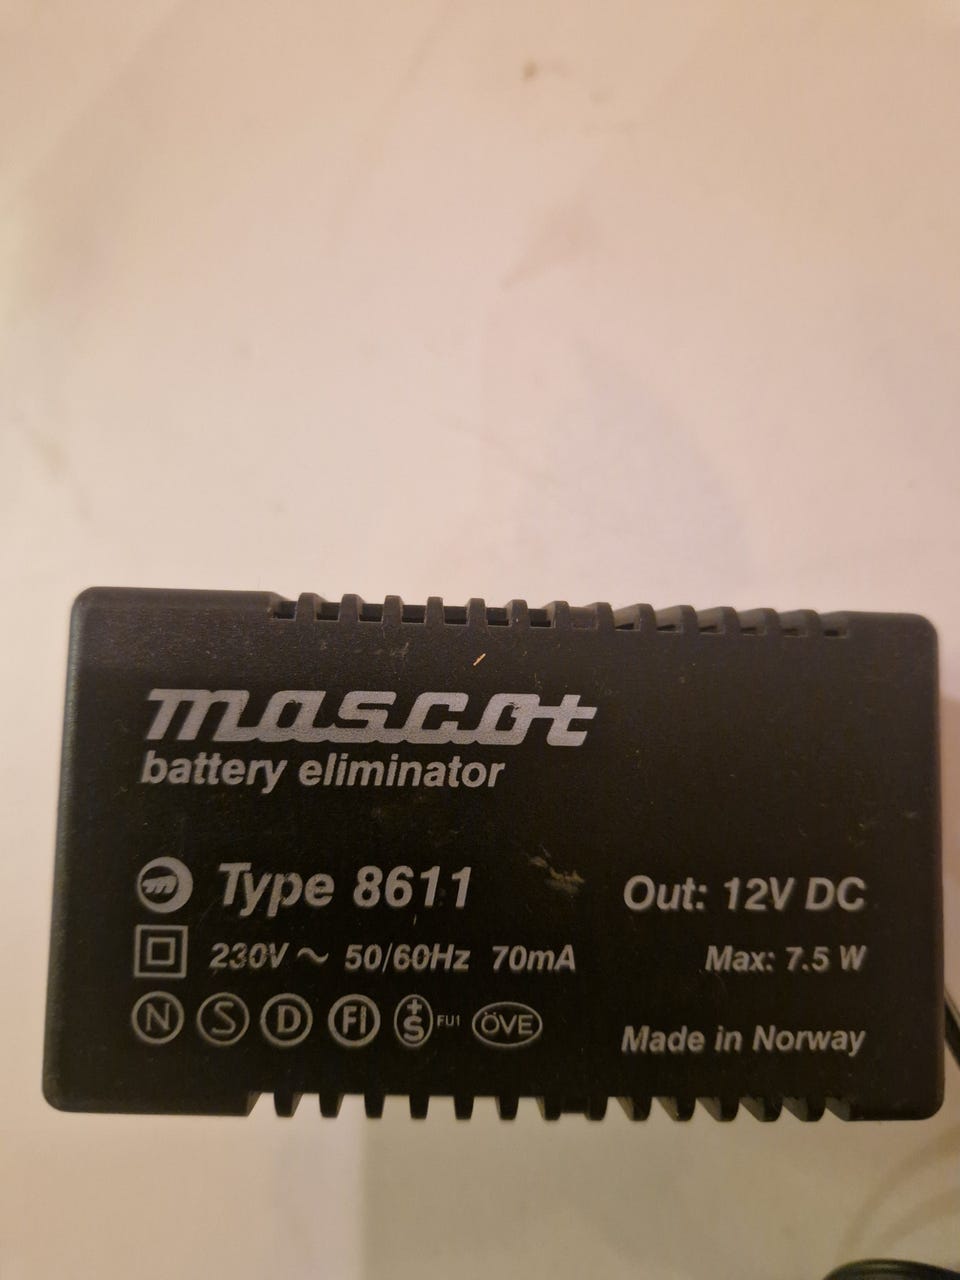 mascot
battery eliminator
m Type 8611 Out: 12V DC
230V ~ 50/60Hz 70mA Max: 7.5 W
N S D FI +S FU1 ÖVE
Made in Norway